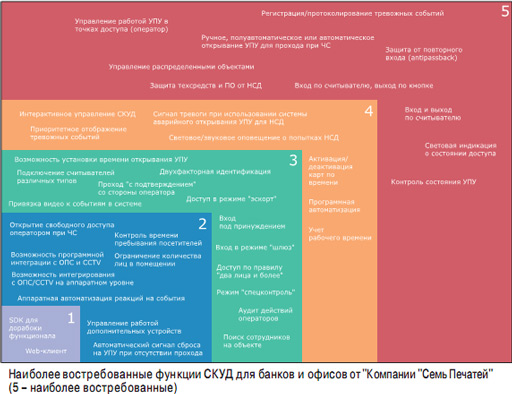 5
Регистрация/протоколирование тревожных событий
Управление работой УПУ в
точках доступа (оператор)
Ручное, полуавтоматическое или автоматическое
открывание УПУ для прохода при ЧС
Защита от повторного
входа (antipassback)
Управление распределенными объектами
Защита техсредств и ПО от НСД
Вход по считывателю, выход по кнопке
4
Интерактивное управление СКУД
Сигнал тревоги при использовании системы
аварийного открывания УПУ для НСД
Приоритетное отображение
тревожных событий
Световое/звуковое оповещение о попытках НСД
Вход и выход
по считывателю
Световая индикация
о состоянии доступа
Контроль состояния УПУ
3
Возможность установки времени открывания УПУ
Подключение считывателей
различных типов
Двухфакторная идентификация
Проход "с подтверждением"
со стороны оператора
Привязка видео к событиям в системе
Доступ в режиме "эскорт"
Активация/
деактивация
карт по
времени
Программная
автоматизация
Учет
рабочего времени
2
Открытие свободного доступа
оператором при ЧС
Контроль времени
пребывания посетителей
Возможность программной
интеграции с ОПС и CCTV
Ограничение количества
лиц в помещении
Возможность интегрирования
с ОПС/CCTV на аппаратном уровне
Аппаратная автоматизация реакций на события
Вход
под принуждением
Вход в режиме "шлюз"
Доступ по правилу
"два лица и более"
Режим "спецконтроль"
Аудит действий
операторов
Поиск сотрудников
на объекте
1
SDK для
доработки
функционала
Web-клиент
Управление работой
дополнительных устройств
Автоматический сигнал сброса
на УПУ при отсутствии прохода
Наиболее востребованные функции СКУД для банков и офисов от "Компании "Семь Печатей"
(5 – наиболее востребованные)